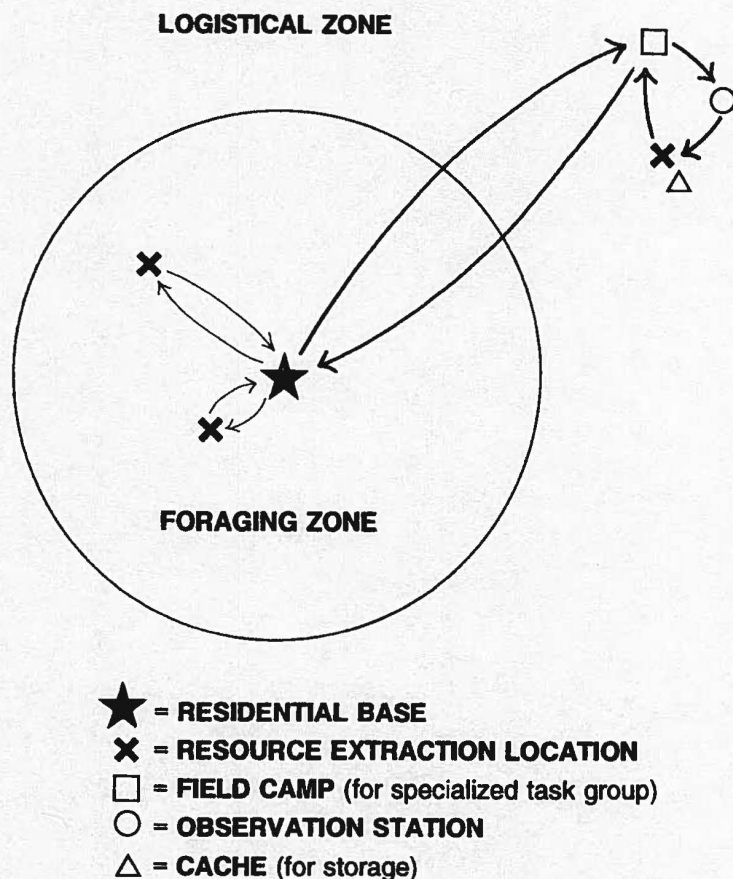 LOGISTICAL ZONE
FORAGING ZONE
= RESIDENTIAL BASE
= RESOURCE EXTRACTION LOCATION
= FIELD CAMP (for specialized task group)
= OBSERVATION STATION
= CACHE (for storage)